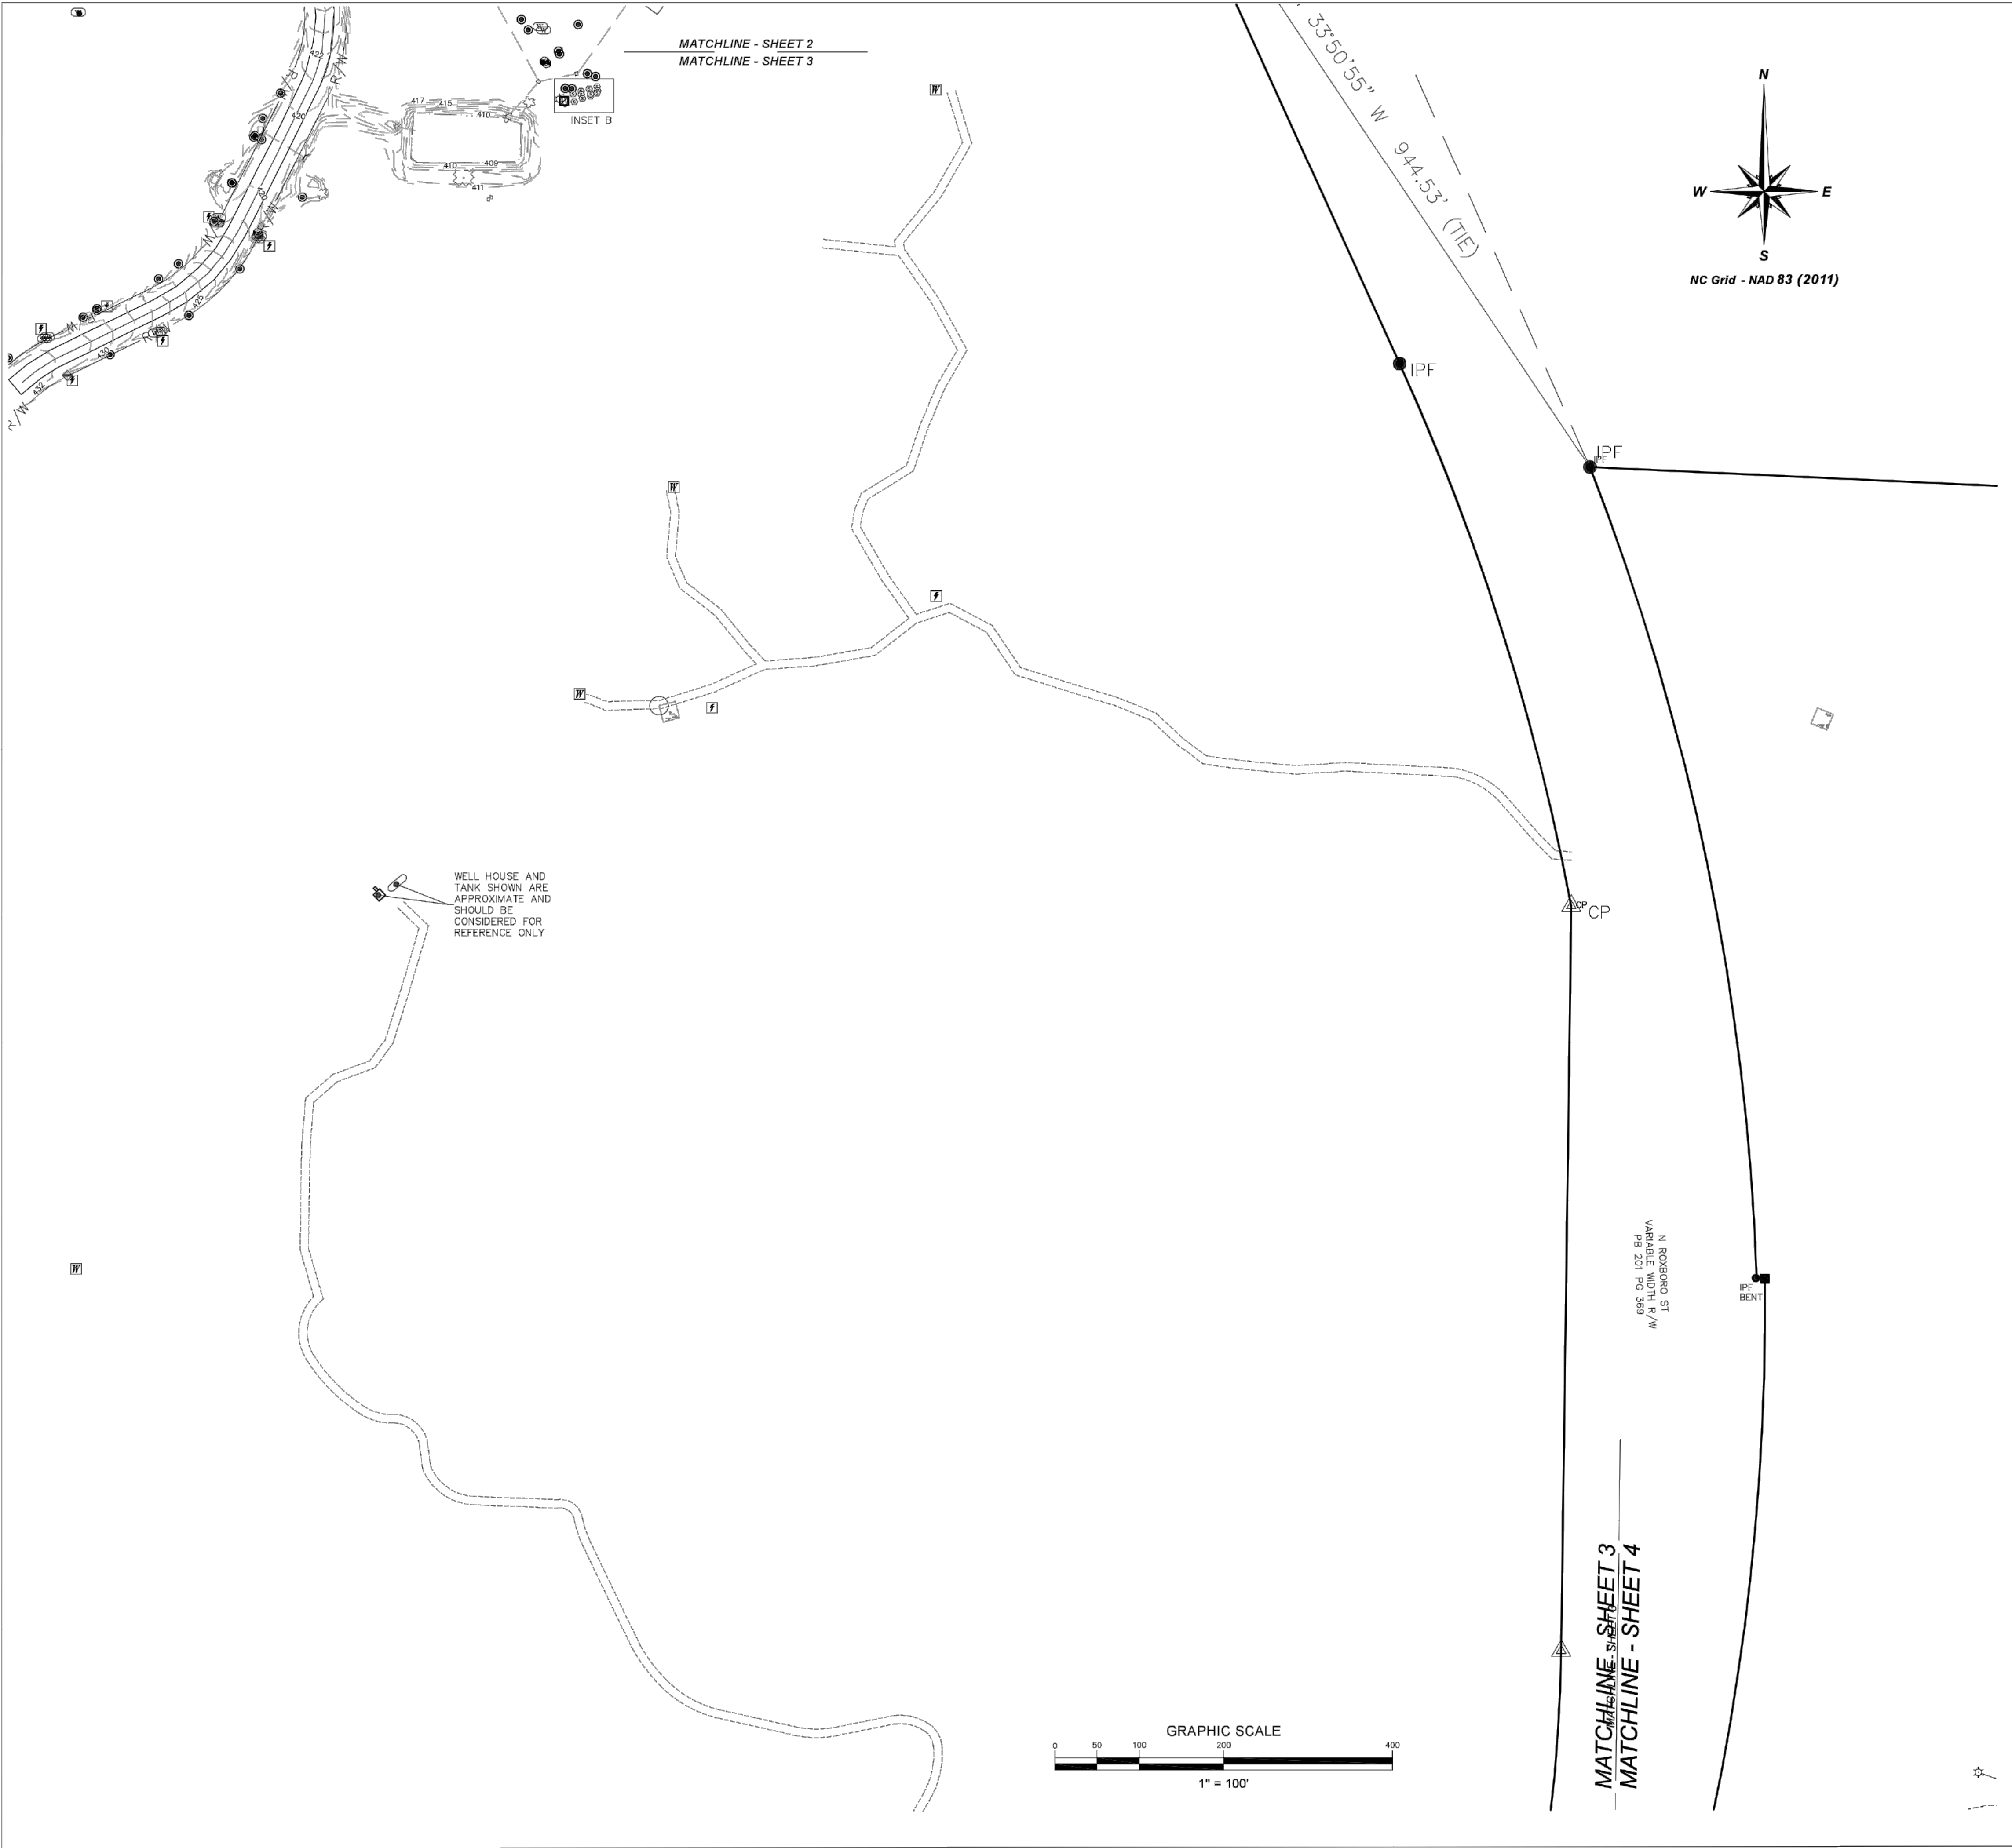 MATCHLINE - SHEET 2
MATCHLINE - SHEET 3
422
R/W
R/W
420
417
415
410
INSET B
410
409
411
420
R/W
R/W
425
R/W
R/W
430
432
R/W
W
33°50'55" W 944.53' (TIE)
N
W
E
S
NC Grid - NAD 83 (2011)
IPF
IPF
IPF
W
W
WELL HOUSE AND
TANK SHOWN ARE
APPROXIMATE AND
SHOULD BE
CONSIDERED FOR
REFERENCE ONLY
CP
CP
W
N ROXBORO ST
VARIABLE WIDTH R/W
PB 201 PG 369
IPF
BENT
MATCHLINE - SHEET 3
MATCHLINE - SHEET 4
GRAPHIC SCALE
0 50 100 200 400
1" = 100'